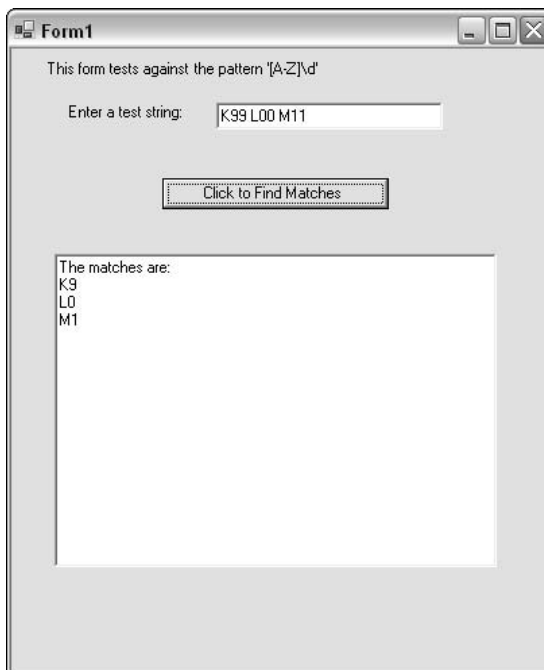 Form1
This form tests against the pattern '[A-Z]\d'
Enter a test string: K99 L00 M11
Click to Find Matches
The matches are:
K9
L0
M1